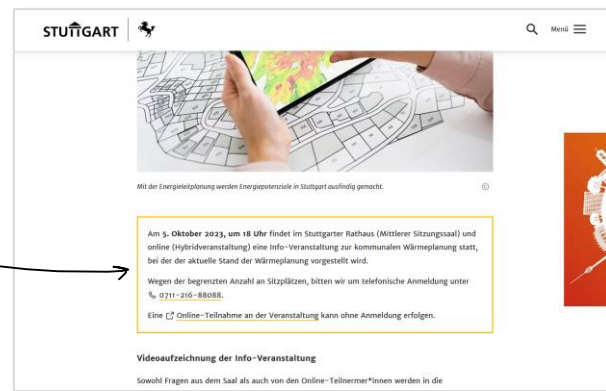 STUTTGART
Menü
Mit der Energieleitplanung werden Energiepotenziale in Stuttgart ausfindig gemacht.
©
Am 5. Oktober 2023, um 18 Uhr findet im Stuttgarter Rathaus (Mittlerer Sitzungssaal) und
online (Hybridveranstaltung) eine Info-Veranstaltung zur kommunalen Wärmeplanung statt,
bei der der aktuelle Stand der Wärmeplanung vorgestellt wird.
Wegen der begrenzten Anzahl an Sitzplätzen, bitten wir um telefonische Anmeldung unter
0711-216-88088.
Eine Online-Teilnahme an der Veranstaltung kann ohne Anmeldung erfolgen.
Videoaufzeichnung der Info-Veranstaltung
Sowohl Fragen aus dem Saal als auch von den Online-Teilnermer*innen werden in die